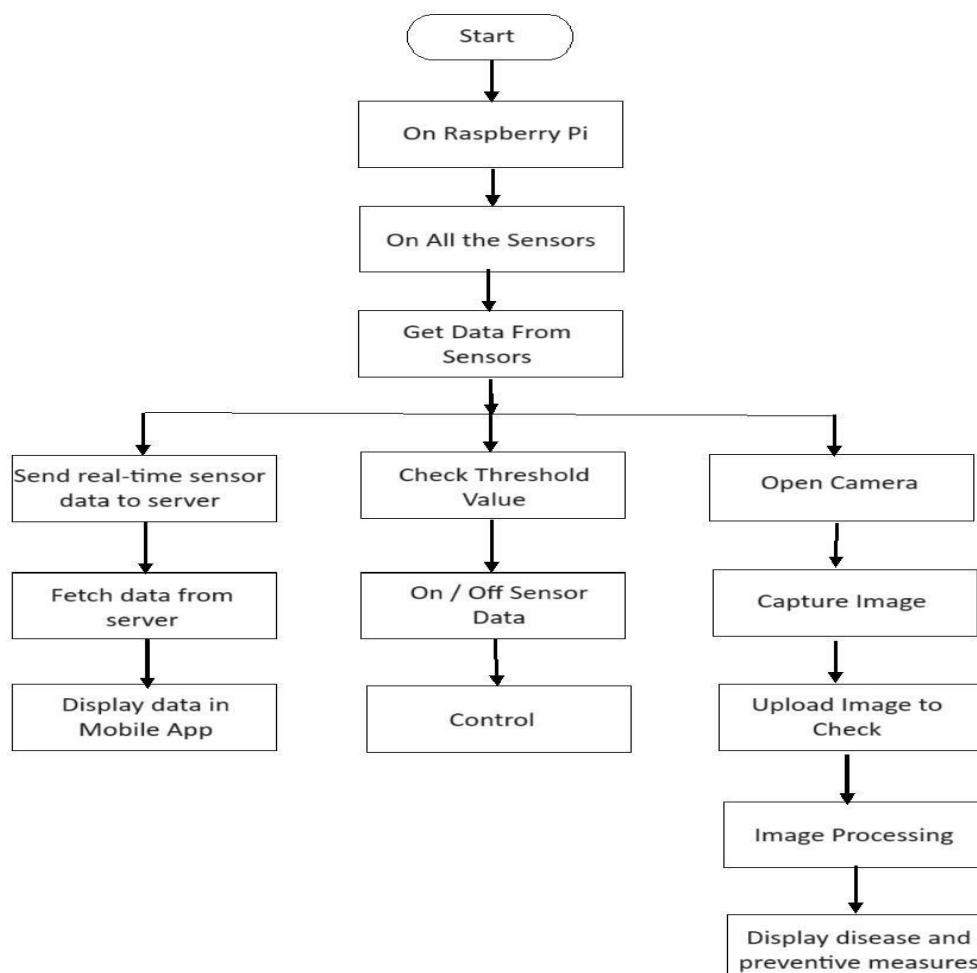 Start
On Raspberry Pi
On All the Sensors
Get Data From
Sensors
Send real-time sensor
data to server
Fetch data from
server
Display data in
Mobile App
Check Threshold
Value
On / Off Sensor
Data
Control
Open Camera
Capture Image
Upload Image to
Check
Image Processing
Display disease and
preventive measures